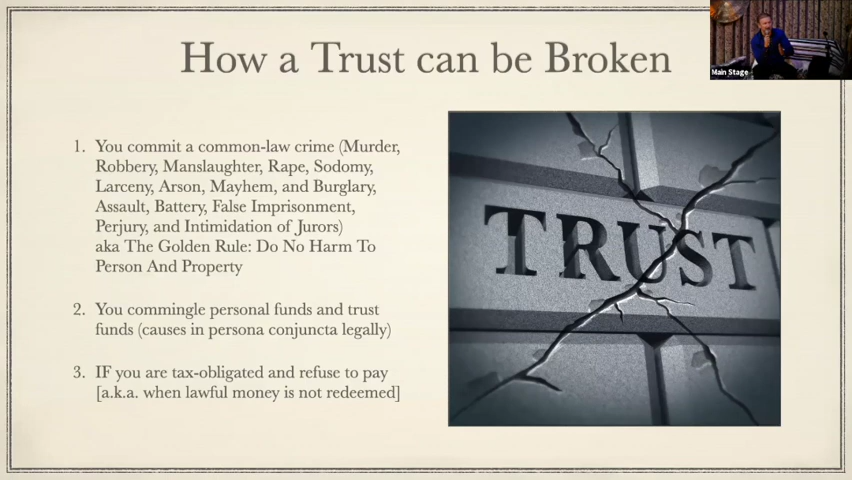 Main Stage
How a Trust can be Broken
1. You commit a common-law crime (Murder,
Robbery, Manslaughter, Rape, Sodomy,
Larceny, Arson, Mayhem, and Burglary,
Assault, Battery, False Imprisonment,
Perjury, and Intimidation of Jurors)
aka The Golden Rule: Do No Harm To
Person And Property
2. You commingle personal funds and trust
funds (causes in persona conjuncta legally)
3. IF you are tax-obligated and refuse to pay
[a.k.a. when lawful money is not redeemed]
TRUST